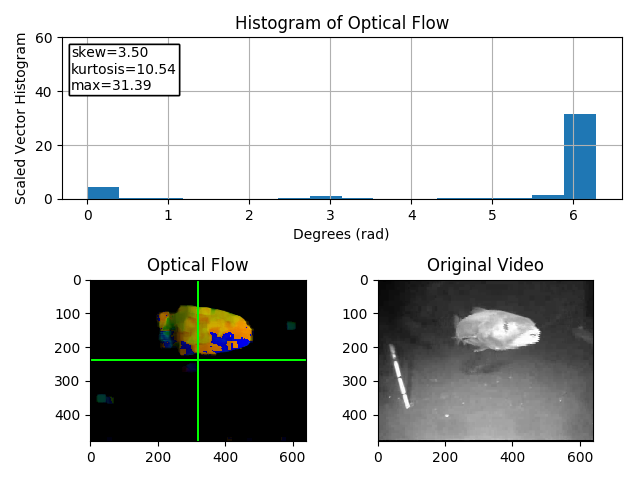 Histogram of Optical Flow
Scaled Vector Histogram
60
40
20
0
skew=3.50
kurtosis=10.54
max=31.39
0 1 2 3 4 5 6
Degrees (rad)
Optical Flow
0
100
200
300
400
0 200 400 600
Original Video
0
100
200
300
400
0 200 400 600